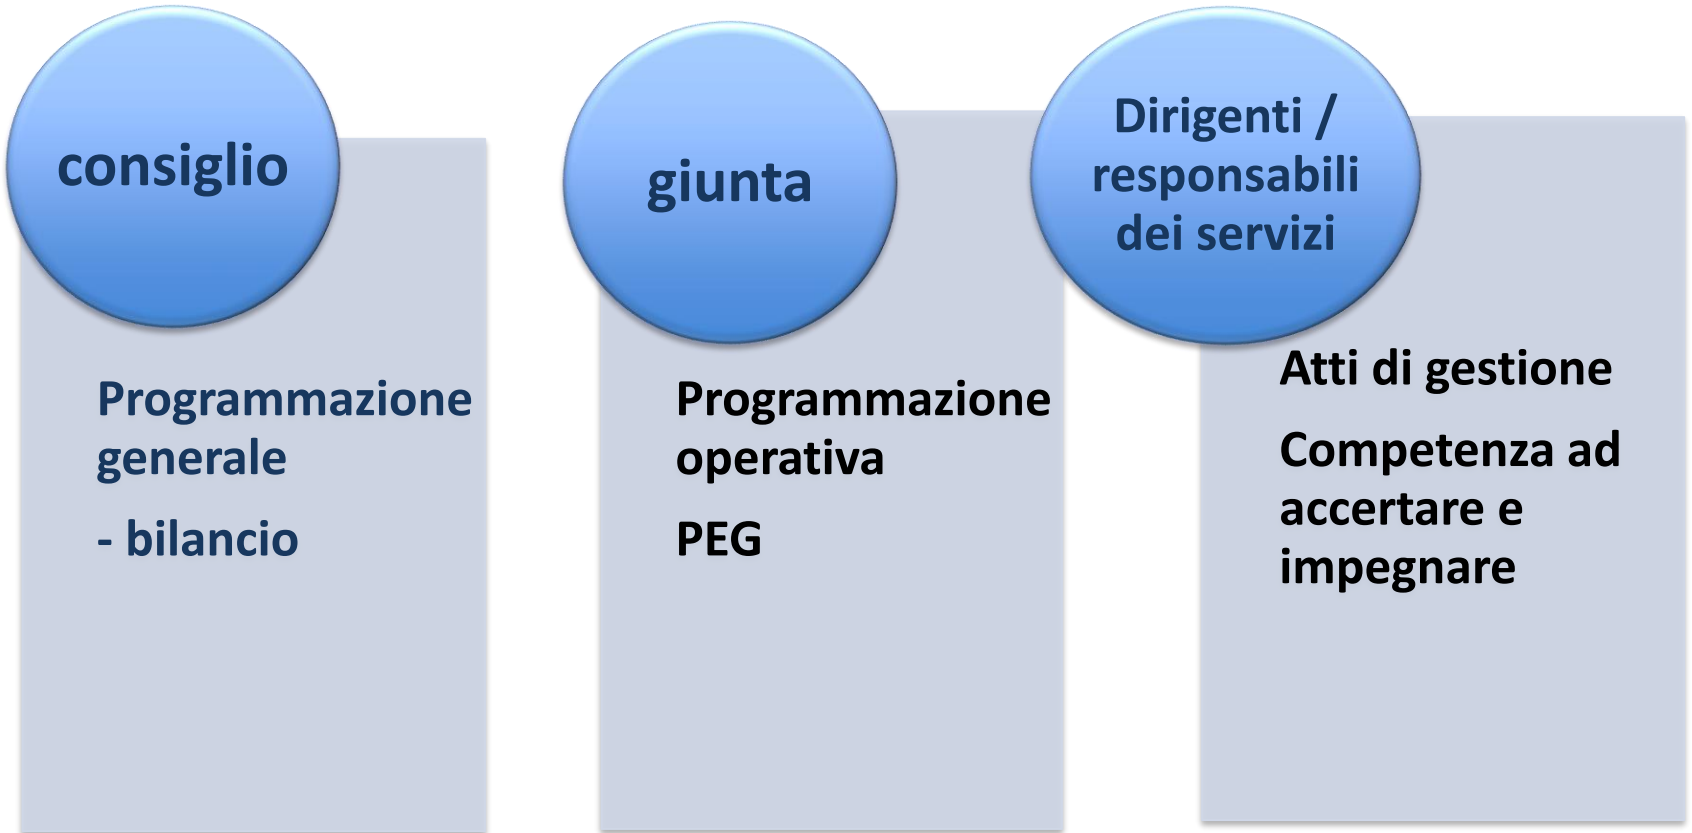 consiglio
Programmazione
generale
- bilancio
giunta
Programmazione
operativa
PEG
Dirigenti /
responsabili
dei servizi
Atti di gestione
Competenza ad
accertare e
impegnare